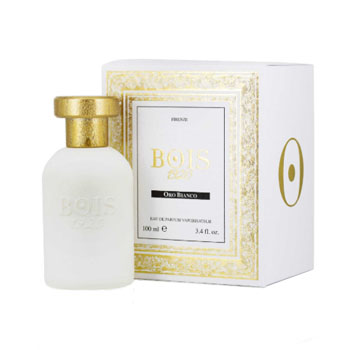 FIRENZE
BOIS
1920
ORO BIANCO
EAU DE PARFUM VAPORISATEUR
100 ml e 3.4 fl. oz.
BOIS
1920